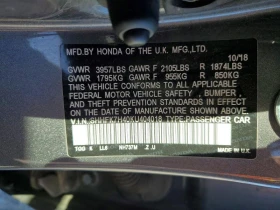 MFD. BY HONDA OF THE U.K. MFG., LTD. 10/18
GVWR 3957LBS GAWR F 2105LBS R 1874LBS
GVWR 1795KG GAWR F 955KG R 850KG
THIS VEHICLE CONFORMS TO ALL APPLICABLE
FEDERAL MOTOR VEHICLE SAFETY, BUMPER,
AND THEFT PREVENTION STANDARDS IN EFFECT
ON THE DATE OF MANUFACTURE SHOWN ABOVE.
V.I.N. SHHFK7H40KU404018 TYPE:PASSENGER CAR
NH737M